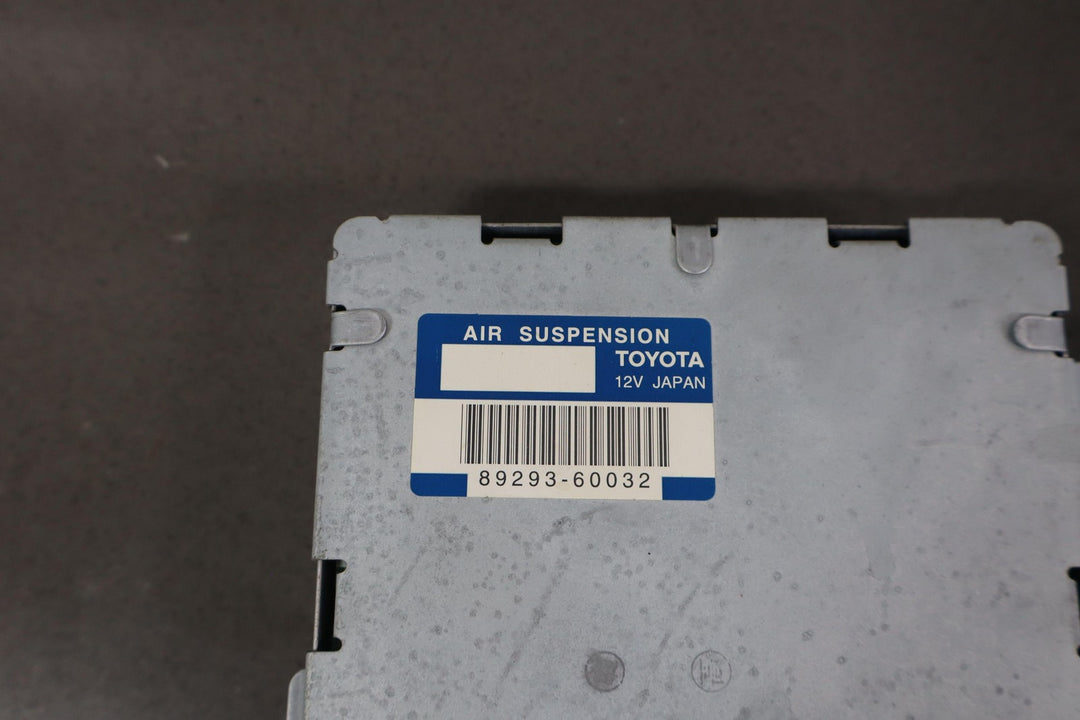 AIR SUSPENSION
TOYOTA
12V JAPAN
89293-60032